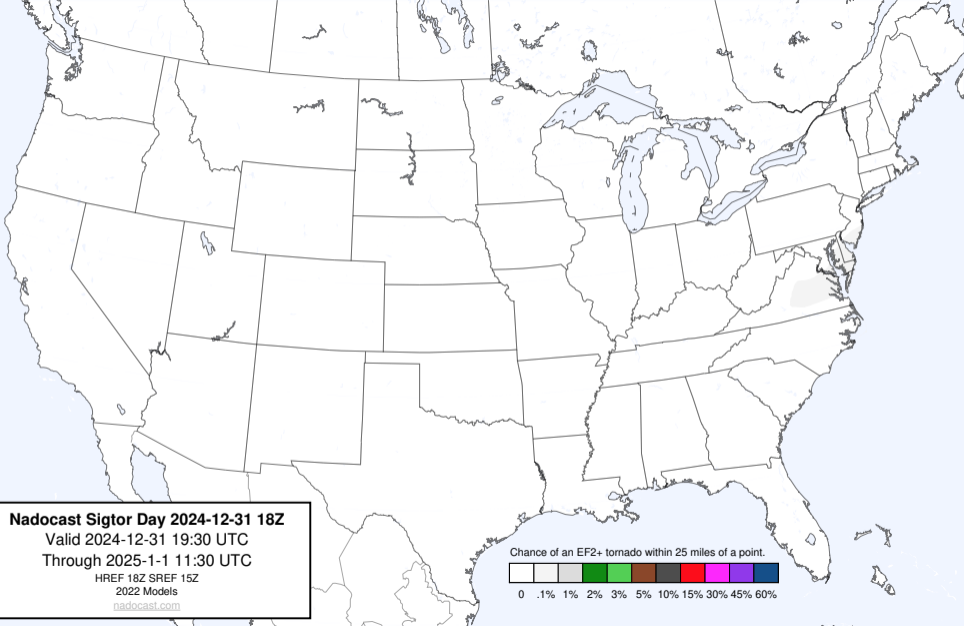 Nadocast Sigtor Day 2024-12-31 18Z
Valid 2024-12-31 19:30 UTC
Through 2025-1-1 11:30 UTC
HREF 18Z SREF 15Z
2022 Models
nadocast.com
Chance of an EF2+ tornado within 25 miles of a point.
0 .1% 1% 2% 3% 5% 10% 15% 30% 45% 60%